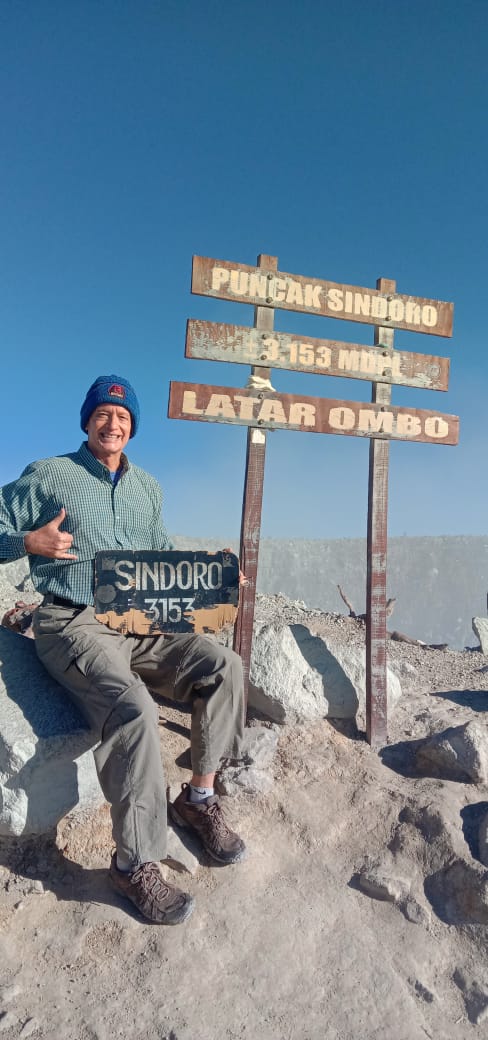 PUNCAK SINDORO
3 153 MDPL
LATAR OMBO
SINDORO
3153